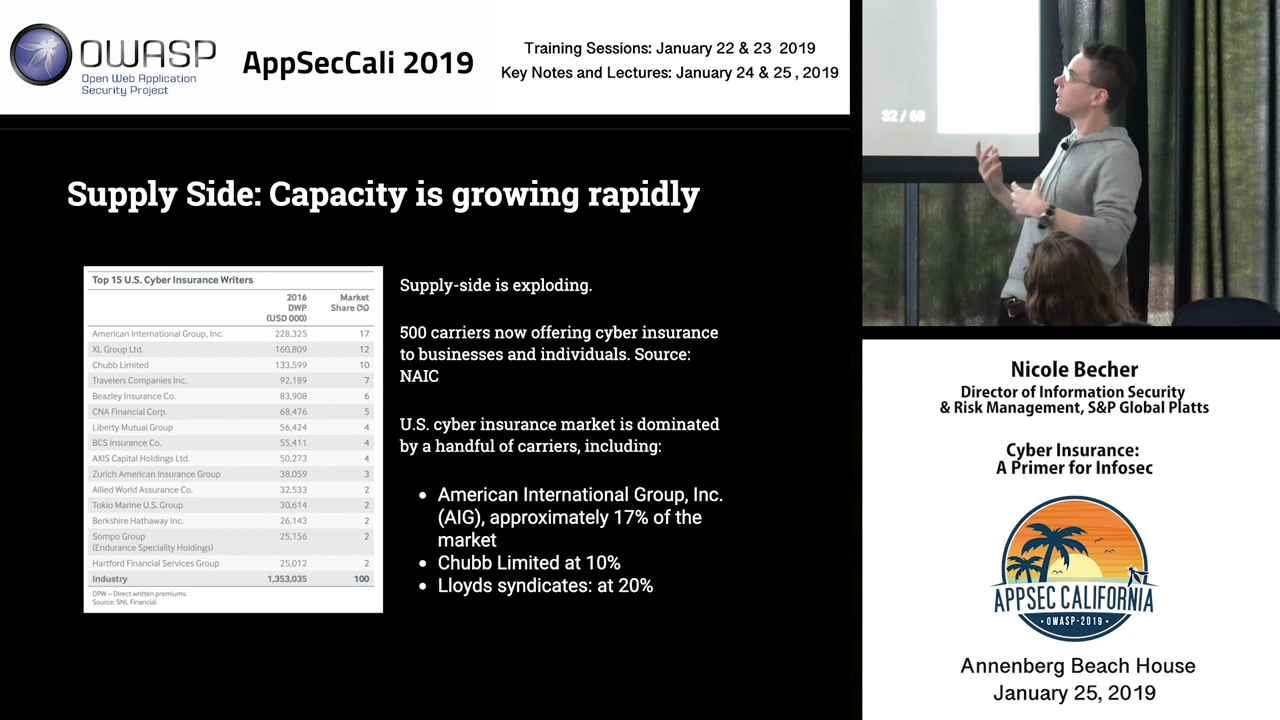 OWASP
Open Web Application
Security Project
AppSecCali 2019
Training Sessions: January 22 & 23 2019
Key Notes and Lectures: January 24 & 25 , 2019
32 / 68
Supply Side: Capacity is growing rapidly
Top 15 U.S. Cyber Insurance Writers
2016 DWP (USD 000) Market Share (%)
American International Group, Inc. 228,325 17
XL Group Ltd. 160,809 12
Chubb Limited 133,599 10
Travelers Companies Inc. 92,189 7
Beazley Insurance Co. 83,908 6
CNA Financial Corp. 68,476 5
Liberty Mutual Group 56,424 4
BCS Insurance Co. 55,411 4
AXIS Capital Holdings Ltd. 50,273 4
Zurich American Insurance Group 38,059 3
Allied World Assurance Co. 32,533 2
Tokio Marine U.S. Group 30,614 2
Berkshire Hathaway Inc. 26,143 2
Sompo Group 25,156 2
(Endurance Speciality Holdings)
Hartford Financial Services Group 25,012 2
Industry 1,353,035 100
DPW – Direct written premiums.
Source: SNL Financial.
Supply-side is exploding.
500 carriers now offering cyber insurance
to businesses and individuals. Source:
NAIC
U.S. cyber insurance market is dominated
by a handful of carriers, including:
• American International Group, Inc.
(AIG), approximately 17% of the
market
• Chubb Limited at 10%
• Lloyds syndicates: at 20%
Nicole Becher
Director of Information Security
& Risk Management, S&P Global Platts
Cyber Insurance:
A Primer for Infosec
APPSEC CALIFORNIA
• OWASP-2019 •
Annenberg Beach House
January 25, 2019